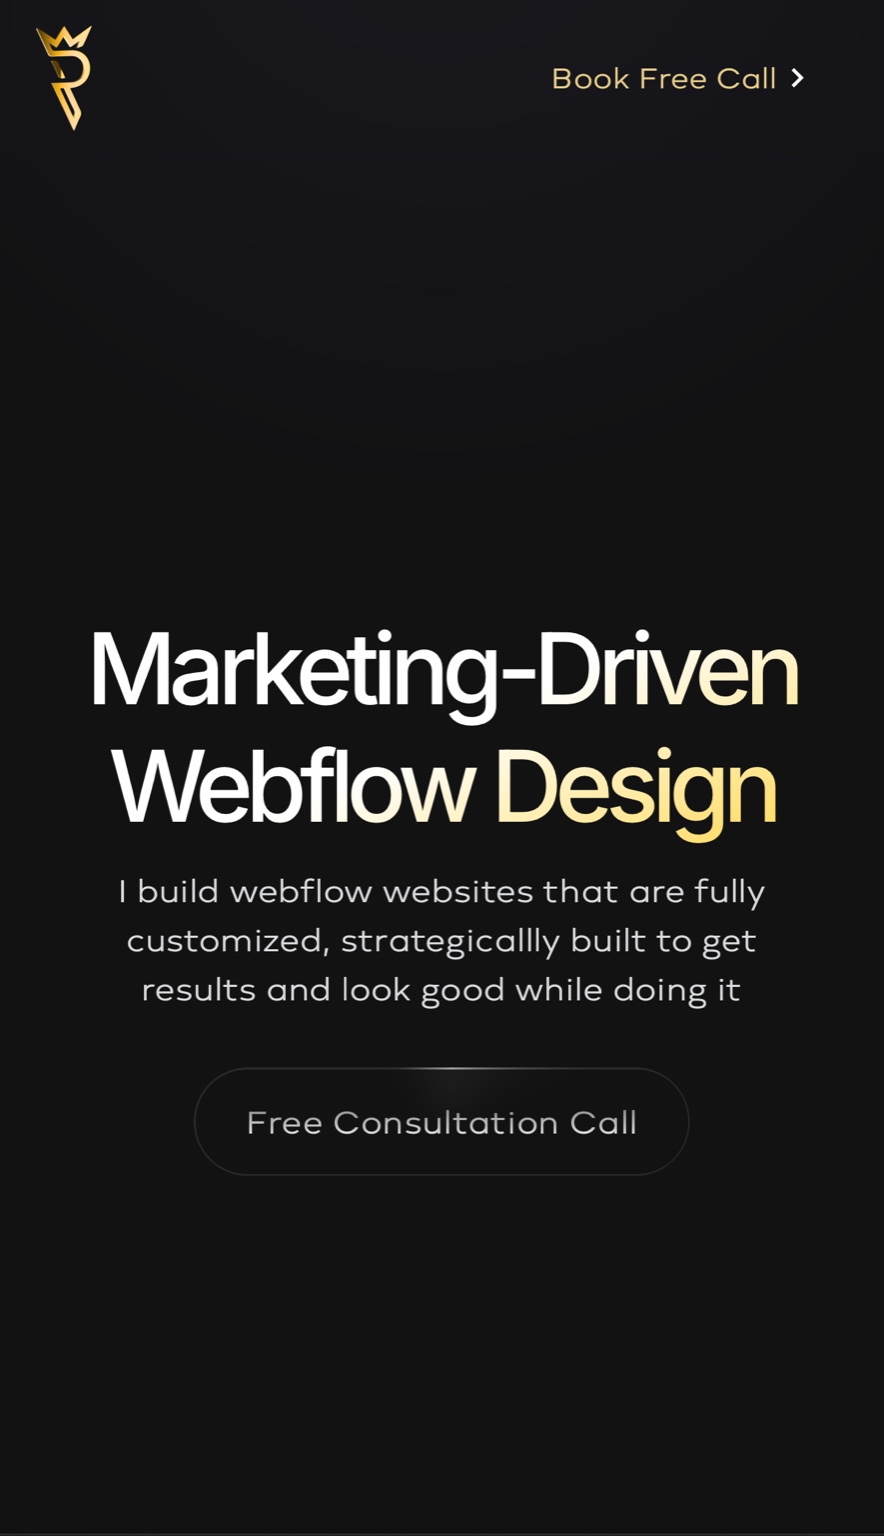 Book Free Call
Marketing-Driven
Webflow Design
I build webflow websites that are fully
customized, strategicallly built to get
results and look good while doing it
Free Consultation Call